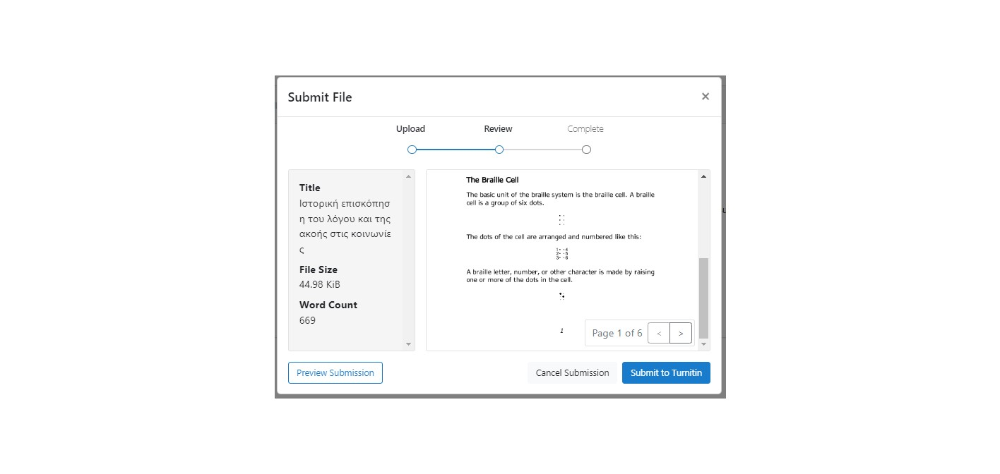 Submit File
×
Upload
Review
Complete
Title
Ιστορική επισκόπησ
η του λόγου και της
ακοής στις κοινωνίε
ς
File Size
44.98 KiB
Word Count
669
The Braille Cell
The basic unit of the braille system is the braille cell. A braille
cell is a group of six dots.
The dots of the cell are arranged and numbered like this:
1· ·4
2· ·5
3· ·6
A braille letter, number, or other character is made by raising
one or more of the dots in the cell.
1
Page 1 of 6
<
>
Preview Submission
Cancel Submission
Submit to Turnitin